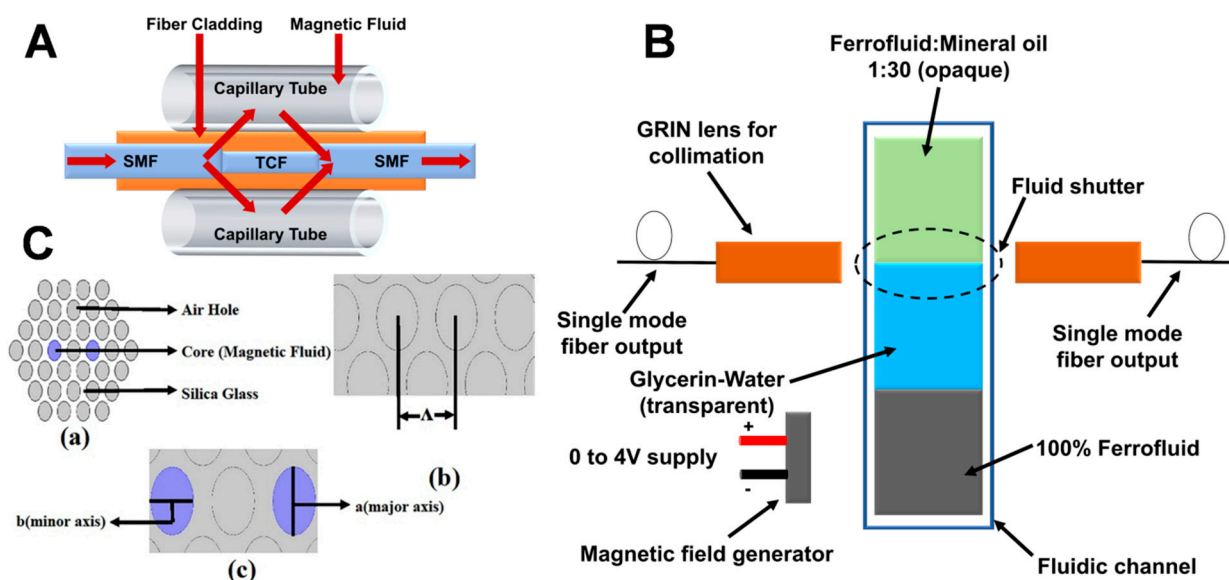 A
Fiber Cladding
Magnetic Fluid
Capillary Tube
SMF
TCF
SMF
Capillary Tube
C
Air Hole
Core (Magnetic Fluid)
Silica Glass
(a)
Λ
(b)
b(minor axis)
a(major axis)
(c)
B
Ferrofluid:Mineral oil
1:30 (opaque)
GRIN lens for
collimation
Fluid shutter
Single mode
fiber output
Single mode
fiber output
Glycerin-Water
(transparent)
+
0 to 4V supply
-
100% Ferrofluid
Magnetic field
generator
Fluidic channel